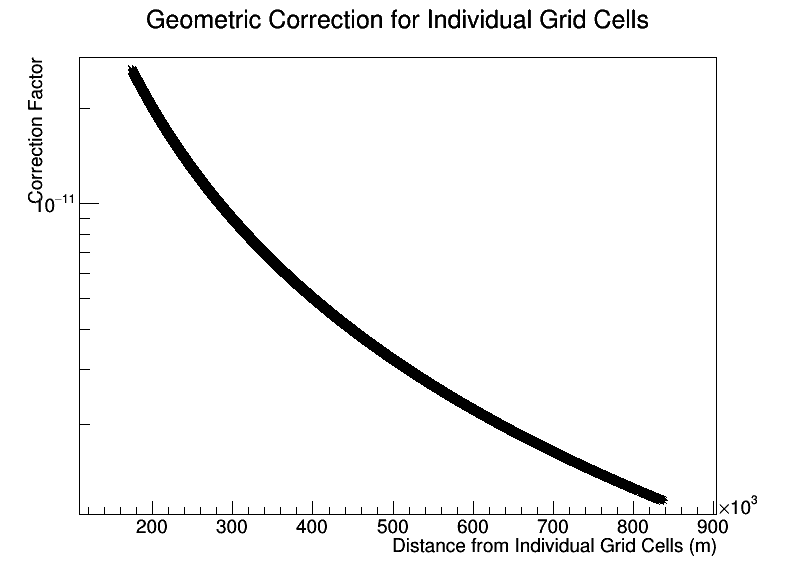 Geometric Correction for Individual Grid Cells
Correction Factor
10⁻¹¹
200 300 400 500 600 700 800 900
×10³
Distance from Individual Grid Cells (m)